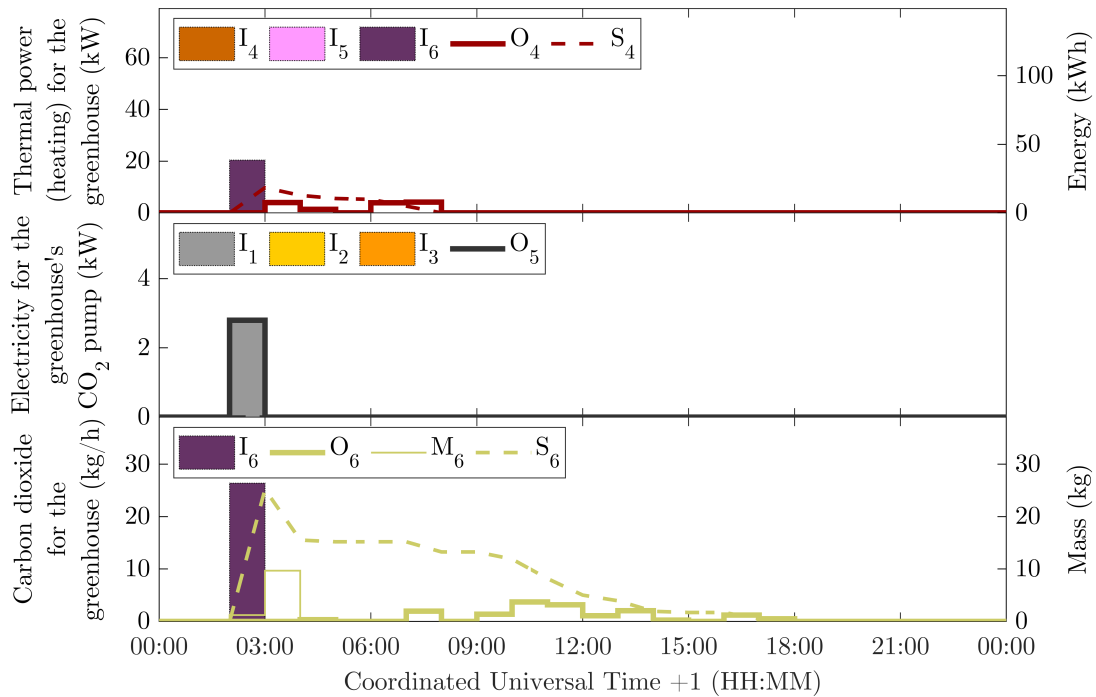 Thermal power
(heating) for the
greenhouse (kW)
60
40
20
0
I4 I5 I6 O4 S4
100
50
0
Energy (kWh)
Electricity for the
greenhouse's
CO2 pump (kW)
4
2
0
I1 I2 I3 O5
Carbon dioxide
for the
greenhouse (kg/h)
30
20
10
0
I6 O6 M6 S6
30
20
10
0
Mass (kg)
00:00 03:00 06:00 09:00 12:00 15:00 18:00 21:00 00:00
Coordinated Universal Time +1 (HH:MM)